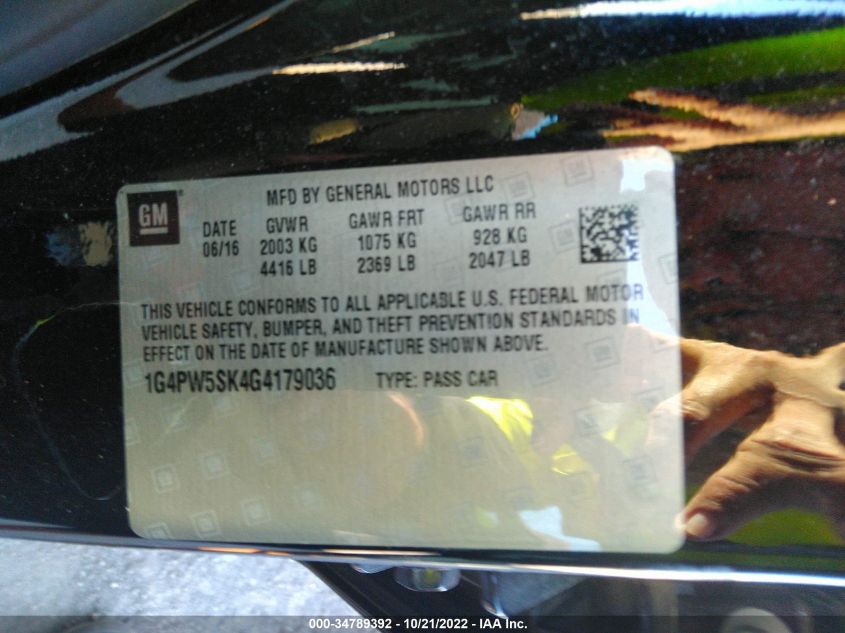 GM
MFD BY GENERAL MOTORS LLC
DATE GVWR GAWR FRT GAWR RR
06/16 2003 KG 1075 KG 928 KG
4416 LB 2369 LB 2047 LB
THIS VEHICLE CONFORMS TO ALL APPLICABLE U.S. FEDERAL MOTOR
VEHICLE SAFETY, BUMPER, AND THEFT PREVENTION STANDARDS IN
EFFECT ON THE DATE OF MANUFACTURE SHOWN ABOVE.
1G4PW5SK4G4179036 TYPE: PASS CAR
000-34789392 - 10/21/2022 - IAA Inc.